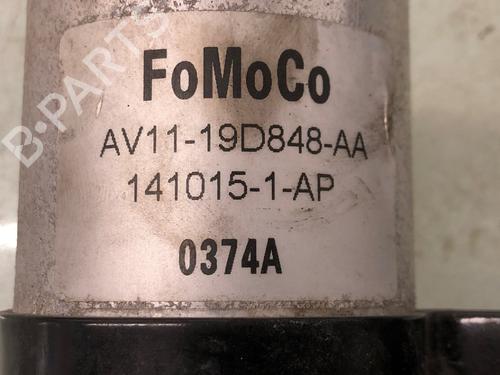 FoMoCo
AV11-19D848-AA
141015-1-AP
0374A
B-PARTS